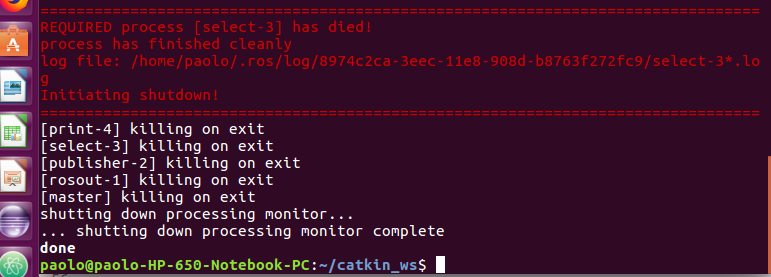 ================================================================================
REQUIRED process [select-3] has died!
process has finished cleanly
log file: /home/paolo/.ros/log/8974c2ca-3eec-11e8-908d-b8763f272fc9/select-3*.lo
g
Initiating shutdown!
================================================================================
[print-4] killing on exit
[select-3] killing on exit
[publisher-2] killing on exit
[rosout-1] killing on exit
[master] killing on exit
shutting down processing monitor...
... shutting down processing monitor complete
done
paolo@paolo-HP-650-Notebook-PC:~/catkin_ws$